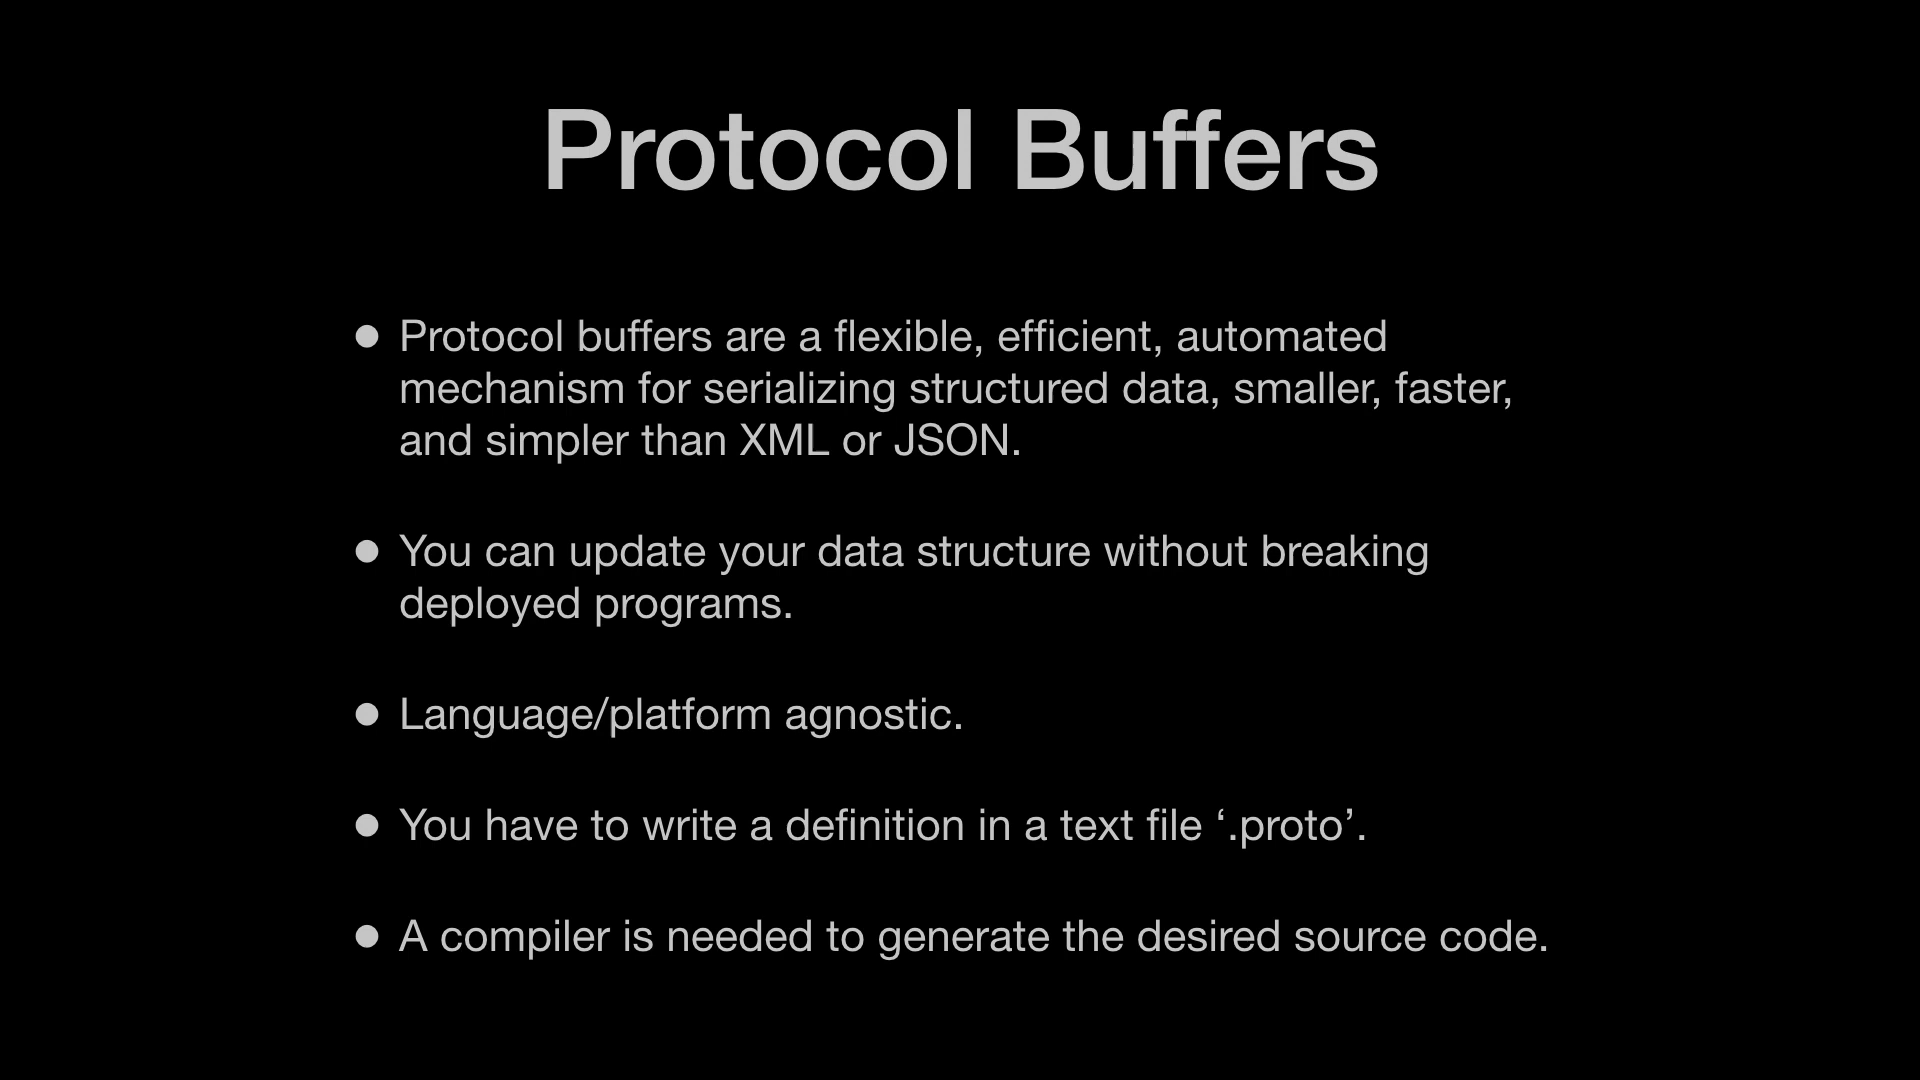 Protocol Buffers
● Protocol buffers are a flexible, efficient, automated
mechanism for serializing structured data, smaller, faster,
and simpler than XML or JSON.
● You can update your data structure without breaking
deployed programs.
● Language/platform agnostic.
● You have to write a definition in a text file ‘.proto’.
● A compiler is needed to generate the desired source code.